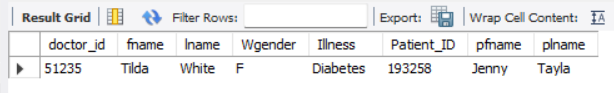 Result Grid Filter Rows: Export: Wrap Cell Content: IA
doctor_id fname lname Wgender Illness Patient_ID pfname plname
51235 Tilda White F Diabetes 193258 Jenny Tayla